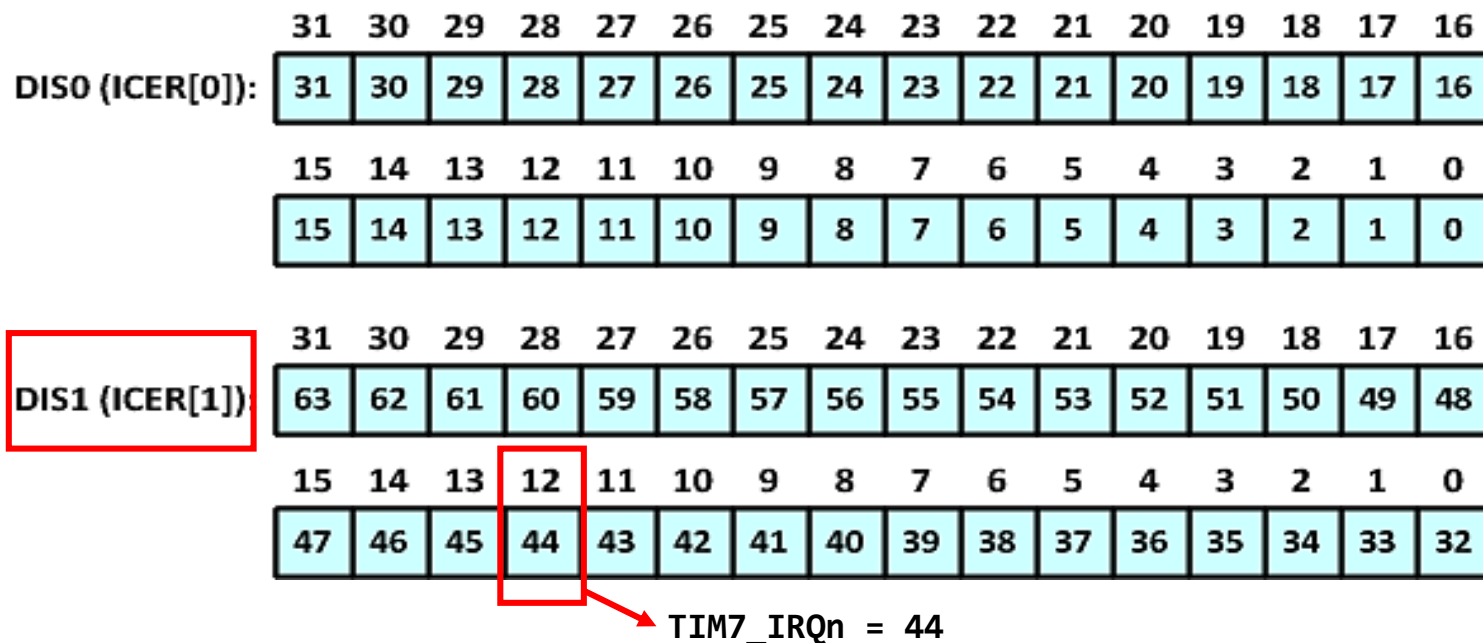 31 30 29 28 27 26 25 24 23 22 21 20 19 18 17 16
DIS0 (ICER[0]): 31 30 29 28 27 26 25 24 23 22 21 20 19 18 17 16
15 14 13 12 11 10 9 8 7 6 5 4 3 2 1 0
15 14 13 12 11 10 9 8 7 6 5 4 3 2 1 0
31 30 29 28 27 26 25 24 23 22 21 20 19 18 17 16
DIS1 (ICER[1]): 63 62 61 60 59 58 57 56 55 54 53 52 51 50 49 48
15 14 13 12 11 10 9 8 7 6 5 4 3 2 1 0
47 46 45 44 43 42 41 40 39 38 37 36 35 34 33 32
TIM7_IRQn = 44